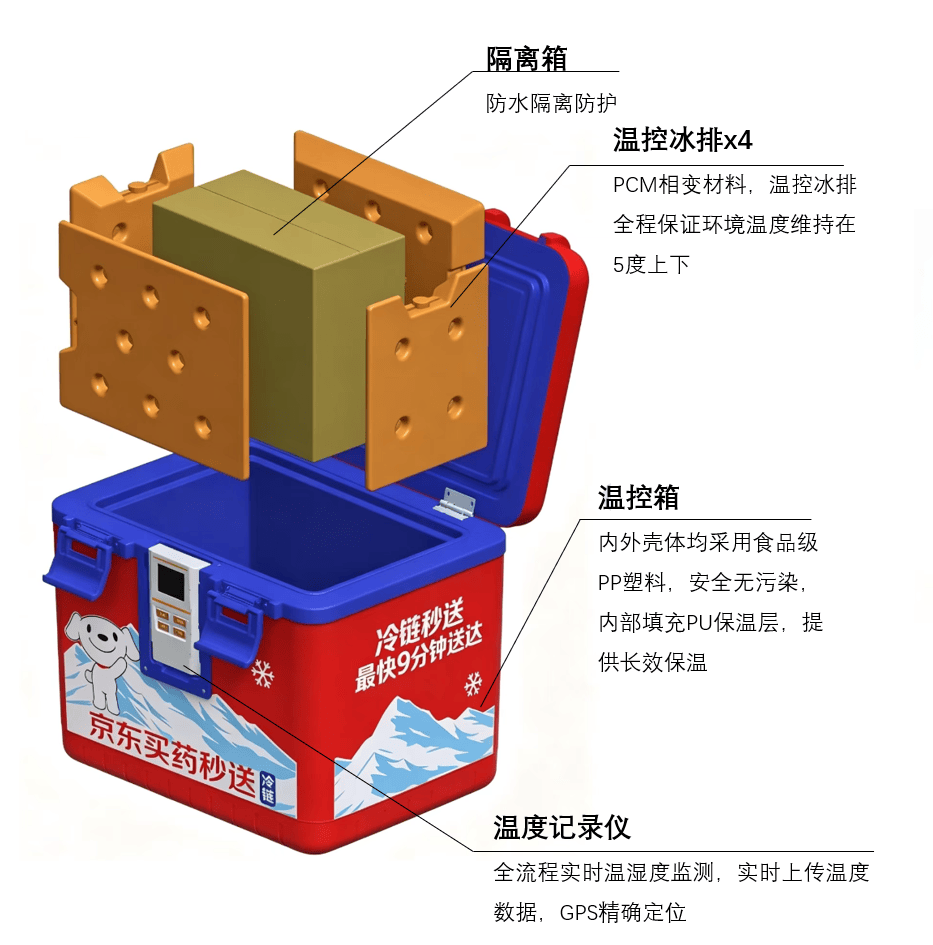 隔离箱
防水隔离防护
温控冰排x4
PCM相变材料，温控冰排
全程保证环境温度维持在
5度上下
温控箱
内外壳体均采用食品级
PP塑料，安全无污染，
内部填充PU保温层，提
供长效保温
冷链秒送
最快9分钟送达
京东买药秒送
冷链
温度记录仪
全流程实时温湿度监测，实时上传温度
数据，GPS精确定位